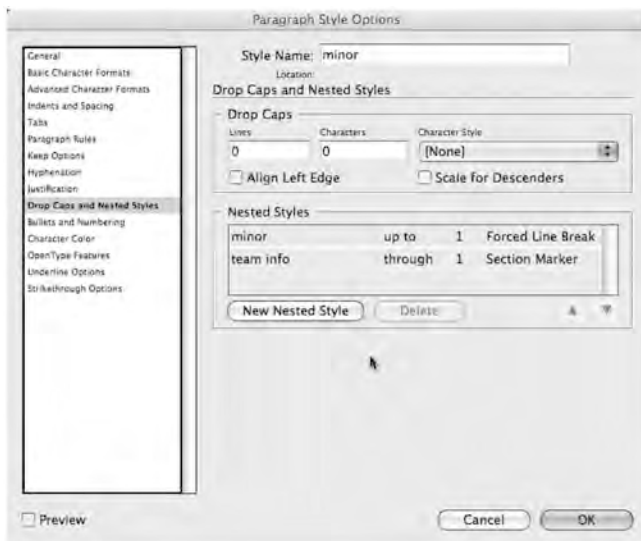 Paragraph Style Options
General
Basic Character Formats
Advanced Character Formats
Indents and Spacing
Tabs
Paragraph Rules
Keep Options
Hyphenation
Justification
Drop Caps and Nested Styles
Bullets and Numbering
Character Color
OpenType Features
Underline Options
Strikethrough Options
Style Name: minor
Location:
Drop Caps and Nested Styles
Drop Caps
Lines Characters Character Style
0 0 [None]
Align Left Edge Scale for Descenders
Nested Styles
minor up to 1 Forced Line Break
team info through 1 Section Marker
New Nested Style Delete
Preview Cancel OK